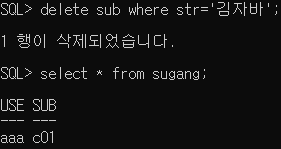 SQL> delete sub where str='김자바';
1 행이 삭제되었습니다.
SQL> select * from sugang;
USE SUB
--- ---
aaa c01